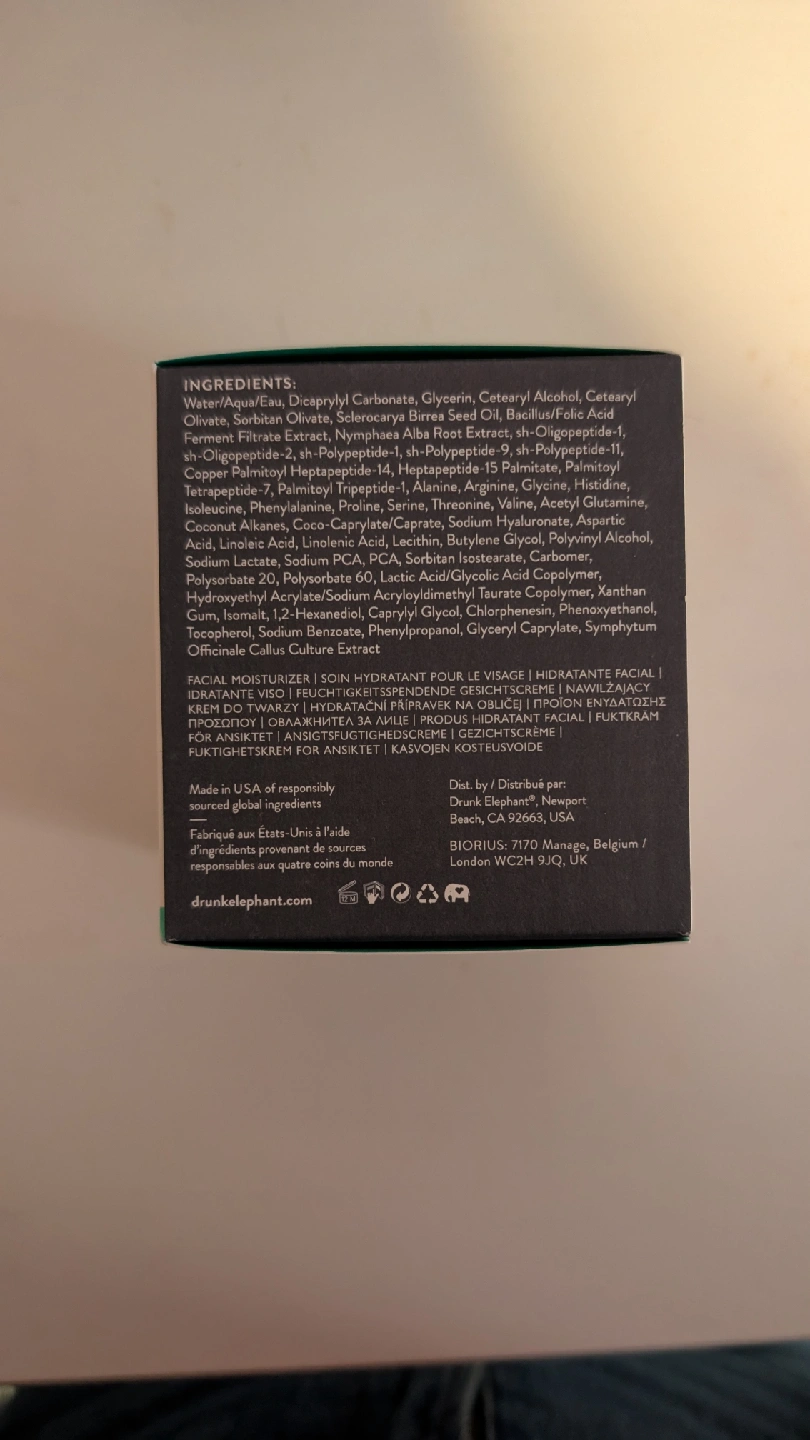 INGREDIENTS:
Water/Aqua/Eau, Dicaprylyl Carbonate, Glycerin, Cetearyl Alcohol, Cetearyl
Olivate, Sorbitan Olivate, Sclerocarya Birrea Seed Oil, Bacillus/Folic Acid
Ferment Filtrate Extract, Nymphaea Alba Root Extract, sh-Oligopeptide-1,
sh-Oligopeptide-2, sh-Polypeptide-1, sh-Polypeptide-9, sh-Polypeptide-11,
Copper Palmitoyl Heptapeptide-14, Heptapeptide-15 Palmitate, Palmitoyl
Tetrapeptide-7, Palmitoyl Tripeptide-1, Alanine, Arginine, Glycine, Histidine,
Isoleucine, Phenylalanine, Proline, Serine, Threonine, Valine, Acetyl Glutamine,
Coconut Alkanes, Coco-Caprylate/Caprate, Sodium Hyaluronate, Aspartic
Acid, Linoleic Acid, Linolenic Acid, Lecithin, Butylene Glycol, Polyvinyl Alcohol,
Sodium Lactate, Sodium PCA, PCA, Sorbitan Isostearate, Carbomer,
Polysorbate 20, Polysorbate 60, Lactic Acid/Glycolic Acid Copolymer,
Hydroxyethyl Acrylate/Sodium Acryloyldimethyl Taurate Copolymer, Xanthan
Gum, Isomalt, 1,2-Hexanediol, Caprylyl Glycol, Chlorphenesin, Phenoxyethanol,
Tocopherol, Sodium Benzoate, Phenylpropanol, Glyceryl Caprylate, Symphytum
Officinale Callus Culture Extract
FACIAL MOISTURIZER | SOIN HYDRATANT POUR LE VISAGE | HIDRATANTE FACIAL |
IDRATANTE VISO | FEUCHTIGKEITSSPENDENDE GESICHTSCREME | NAWILŻAJĄCY
KREM DO TWARZY | HYDRATAČNÍ PŘÍPRAVEK NA OBLIČEJ | ΠΡΟΪΟΝ ΕΝΥΔΑΤΩΣΗΣ
ΠΡΟΣΩΠΟΥ | ОВЛАЖНИТЕЛ ЗА ЛИЦЕ | PRODUS HIDRATANT FACIAL | FUKTKRÄM
FÖR ANSIKTET | ANSIGTSFUGTIGHEDSCREME | GEZICHTSCRÈME |
FUKTIGHETSKREM FOR ANSIKTET | KASVOJEN KOSTEUSVOIDE
Made in USA of responsibly
sourced global ingredients
Fabriqué aux États-Unis à l'aide
d'ingrédients provenant de sources
responsables aux quatre coins du monde
drunkelephant.com
Dist. by / Distribué par:
Drunk Elephant®, Newport
Beach, CA 92663, USA
BIORIUS: 7170 Manage, Belgium /
London WC2H 9JQ, UK
12 M